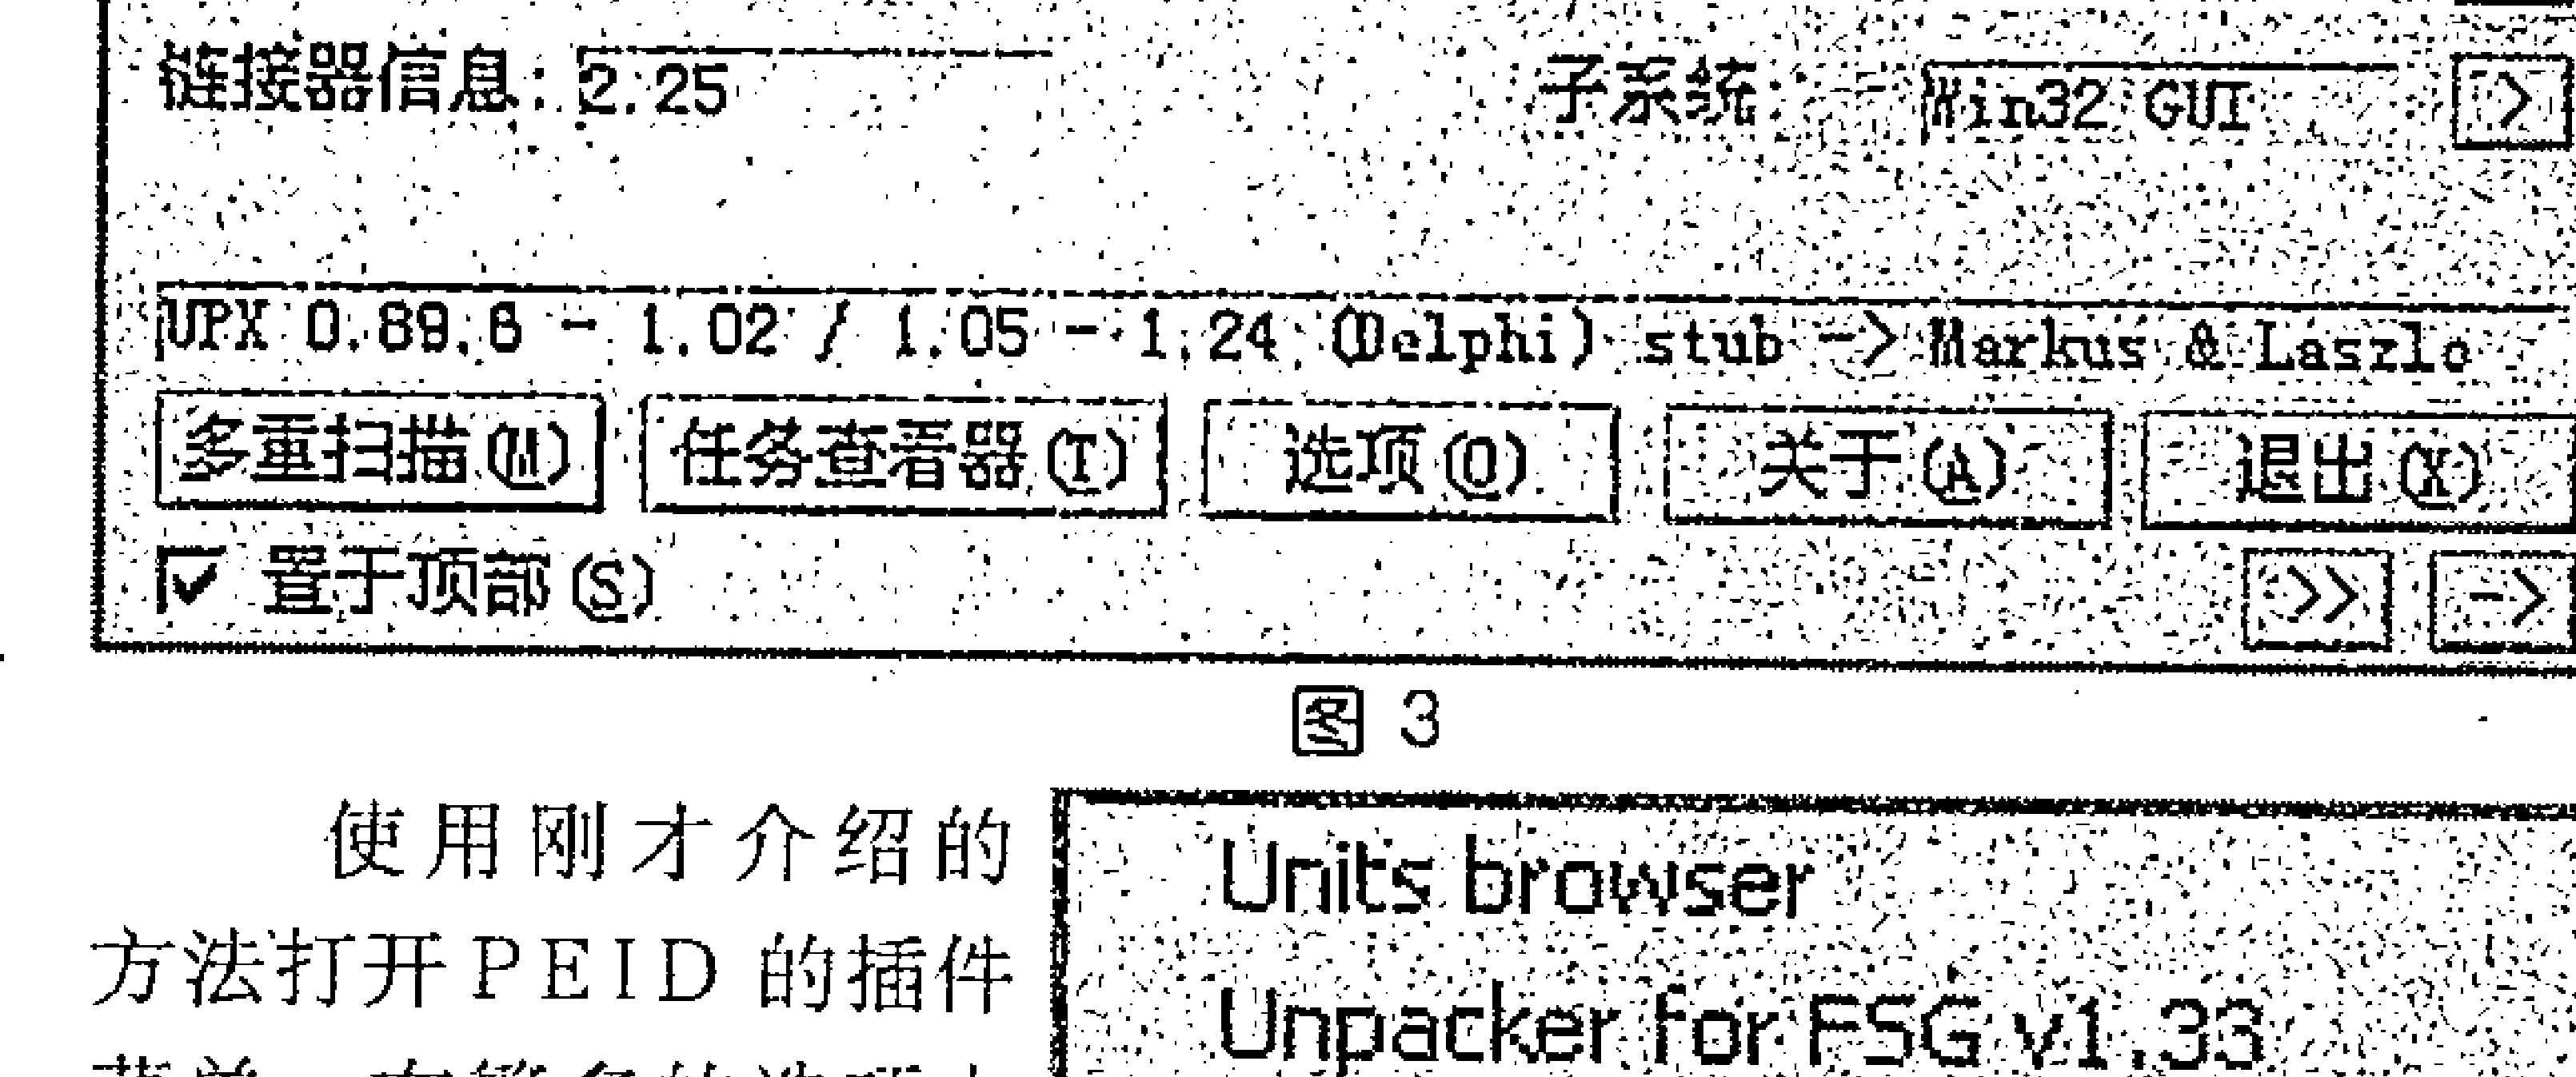 链接器信息: 2.25 子系统: Win32 GUI >
UPX 0.89.6 - 1.02 / 1.05 - 1.24 (Delphi) stub -> Markus & Laszlo
多重扫描(M) 任务查看器(T) 选项(O) 关于(A) 退出(X)
置于顶部(S) >> ->
图 3
使用刚才介绍的
方法打开PEID的插件
Units browser
Unpacker for FSG v1.33